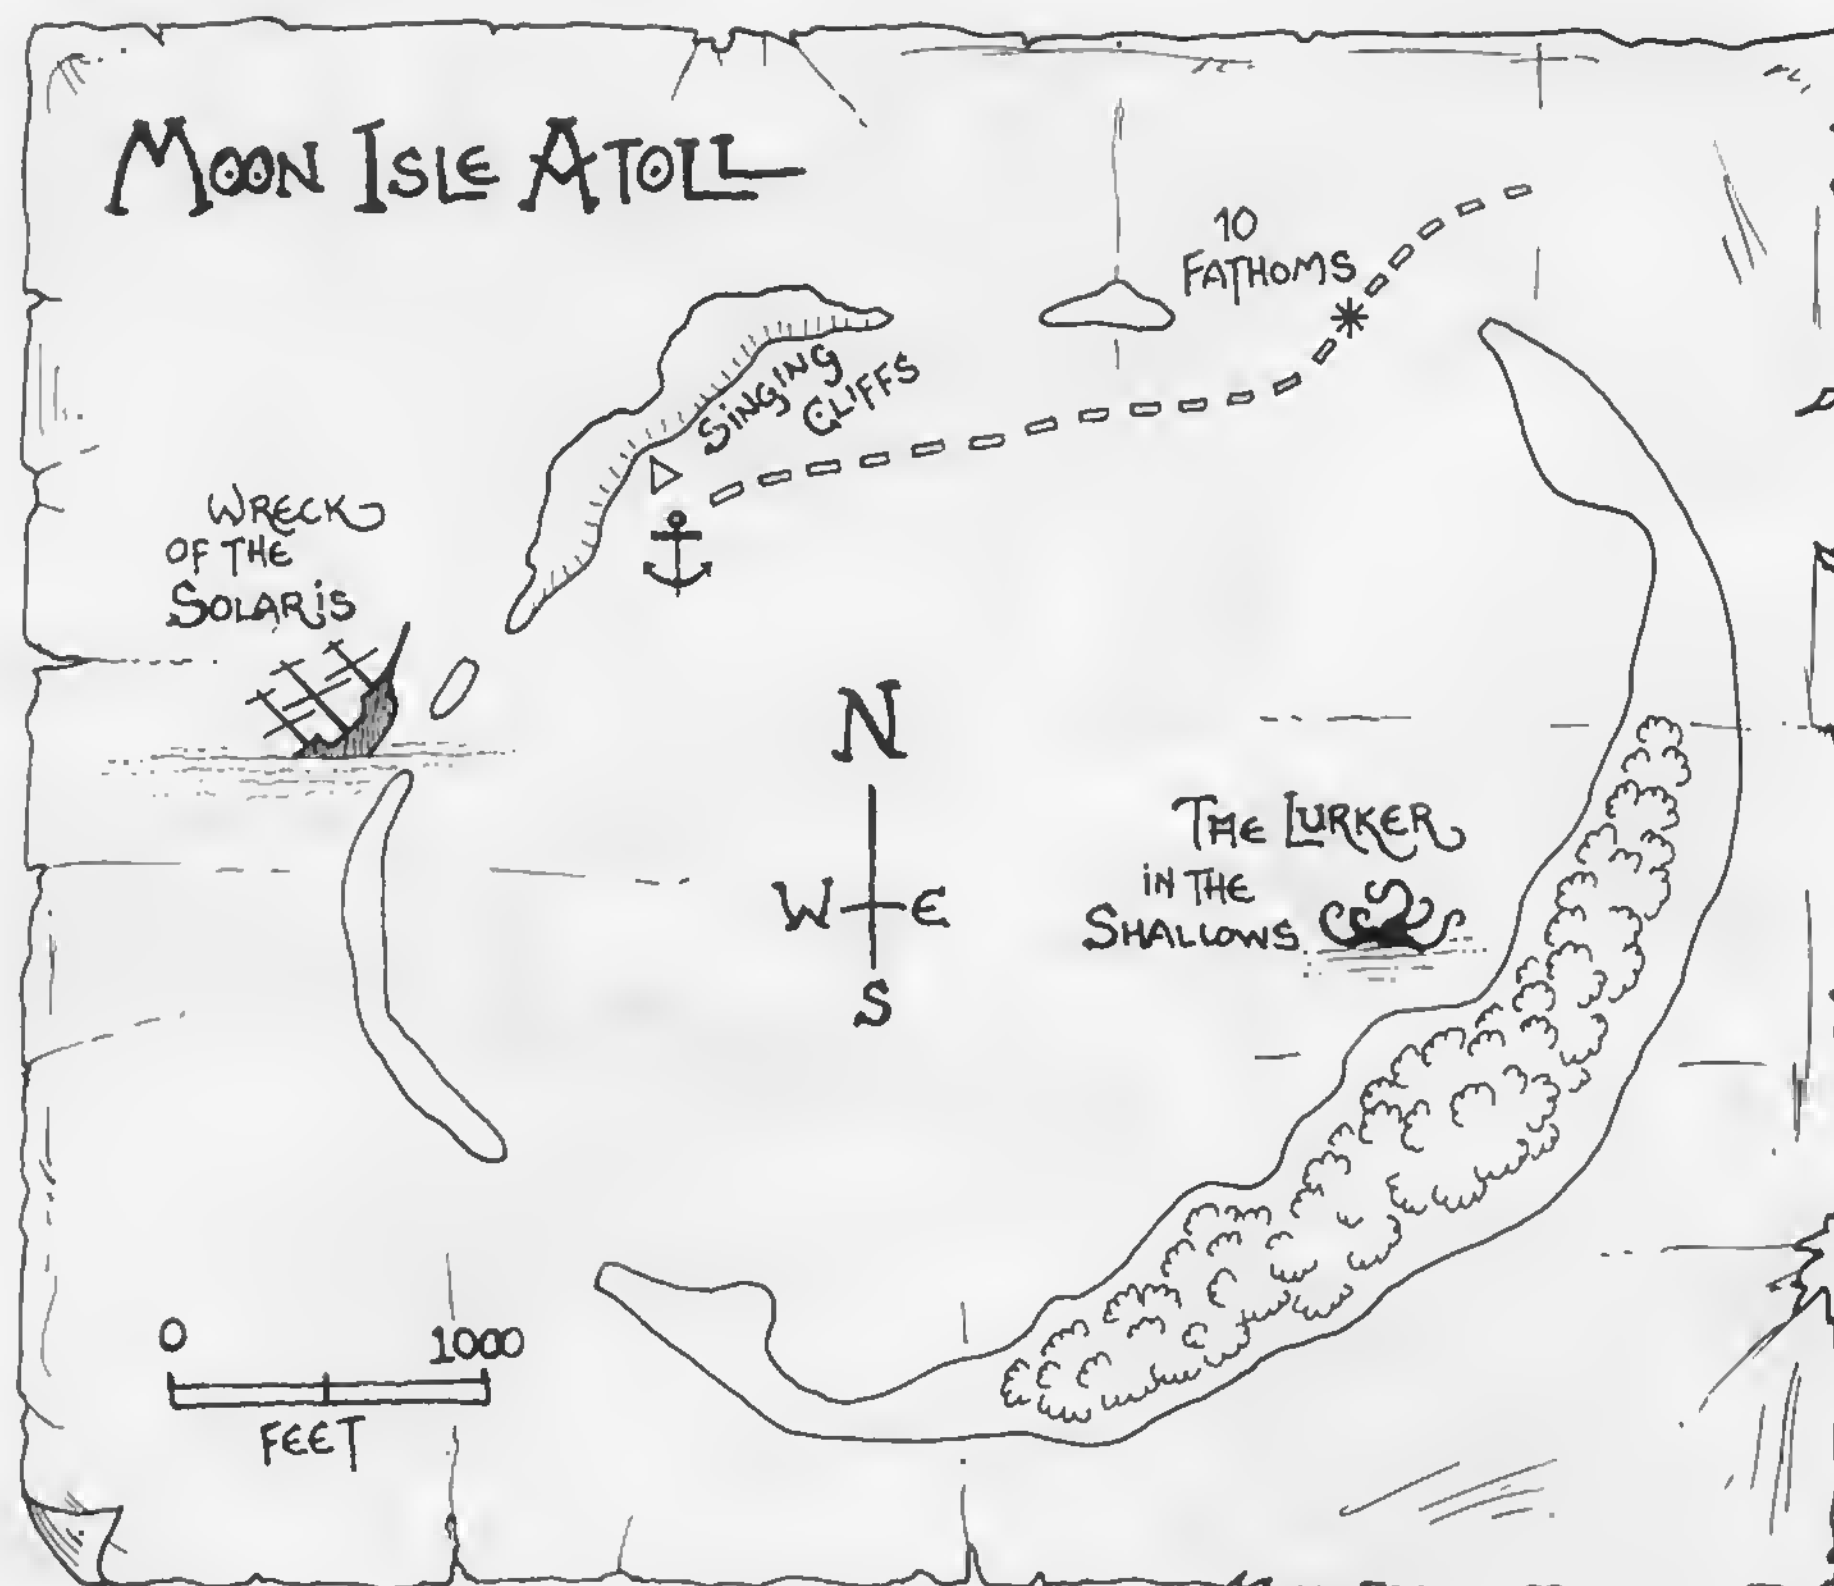 MOON ISLE ATOLL
10
FATHOMS
SINGING
CLIFFS
WRECK
OF THE
SOLARIS
N
W E
S
THE LURKER
IN THE
SHALLOWS
0 1000
FEET